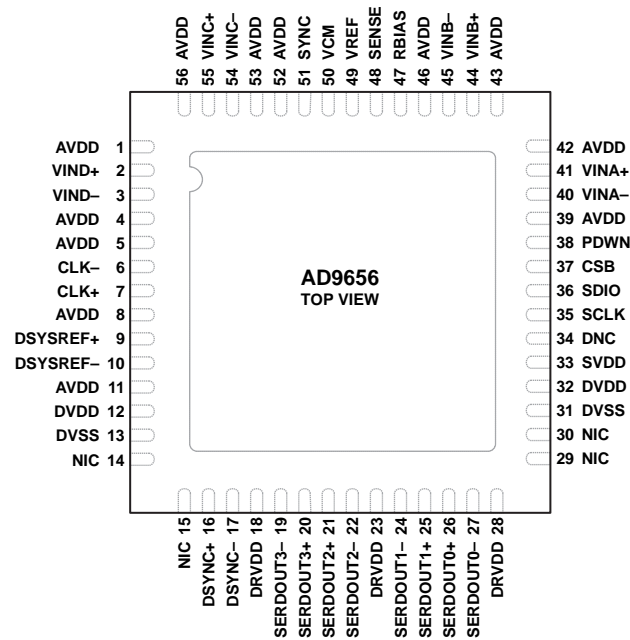 56 AVDD
55 VINC+
54 VINC–
53 AVDD
52 AVDD
51 SYNC
50 VCM
49 VREF
48 SENSE
47 RBIAS
46 AVDD
45 VINB–
44 VINB+
43 AVDD
AVDD 1
VIND+ 2
VIND– 3
AVDD 4
AVDD 5
CLK– 6
CLK+ 7
AVDD 8
DSYSREF+ 9
DSYSREF– 10
AVDD 11
DVDD 12
DVSS 13
NIC 14
AD9656
TOP VIEW
42 AVDD
41 VINA+
40 VINA–
39 AVDD
38 PDWN
37 CSB
36 SDIO
35 SCLK
34 DNC
33 SVDD
32 DVDD
31 DVSS
30 NIC
29 NIC
NIC 15
DSYNC+ 16
DSYNC– 17
DRVDD 18
SERDOUT3– 19
SERDOUT3+ 20
SERDOUT2+ 21
SERDOUT2– 22
DRVDD 23
SERDOUT1– 24
SERDOUT1+ 25
SERDOUT0+ 26
SERDOUT0– 27
DRVDD 28